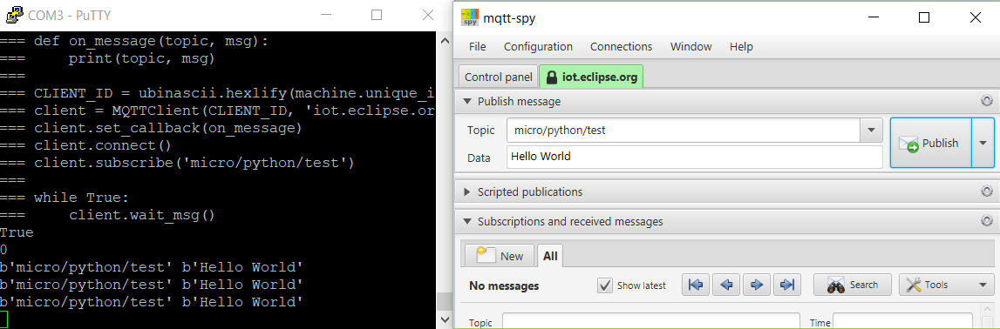 COM3 - PuTTY
=== def on_message(topic, msg):
===     print(topic, msg)
===
=== CLIENT_ID = ubinascii.hexlify(machine.unique_i
=== client = MQTTClient(CLIENT_ID, 'iot.eclipse.or
=== client.set_callback(on_message)
=== client.connect()
=== client.subscribe('micro/python/test')
===
=== while True:
===     client.wait_msg()
True
0
b'micro/python/test' b'Hello World'
b'micro/python/test' b'Hello World'
b'micro/python/test' b'Hello World'
mqtt spy
mqtt-spy
File Configuration Connections Window Help
Control panel iot.eclipse.org
Publish message
Topic micro/python/test
Publish
Data Hello World
Scripted publications
Subscriptions and received messages
New All
No messages Show latest Search Tools
Topic Time